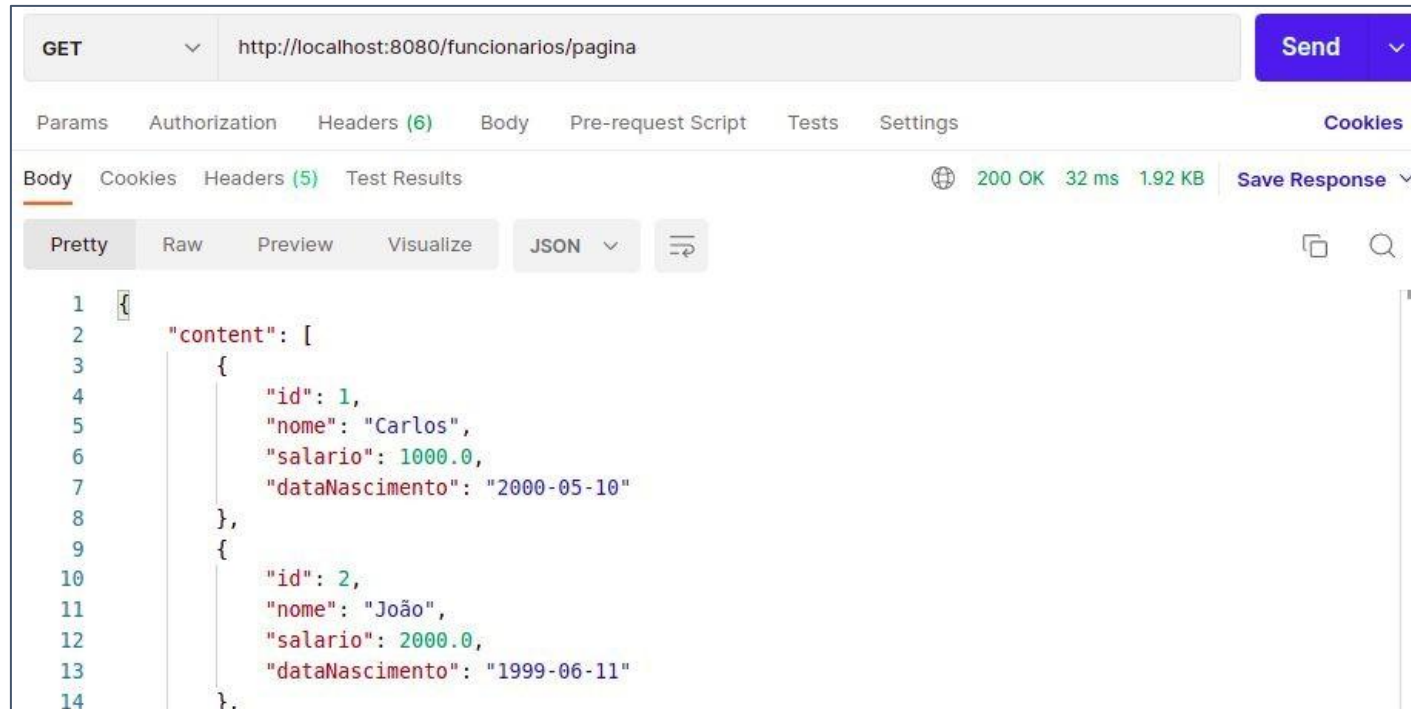 GET http://localhost:8080/funcionarios/pagina Send
Params Authorization Headers (6) Body Pre-request Script Tests Settings Cookies
Body Cookies Headers (5) Test Results 200 OK 32 ms 1.92 KB Save Response
Pretty Raw Preview Visualize JSON
1 {
2 "content": [
3 {
4 "id": 1,
5 "nome": "Carlos",
6 "salario": 1000.0,
7 "dataNascimento": "2000-05-10"
8 },
9 {
10 "id": 2,
11 "nome": "João",
12 "salario": 2000.0,
13 "dataNascimento": "1999-06-11"
14 },